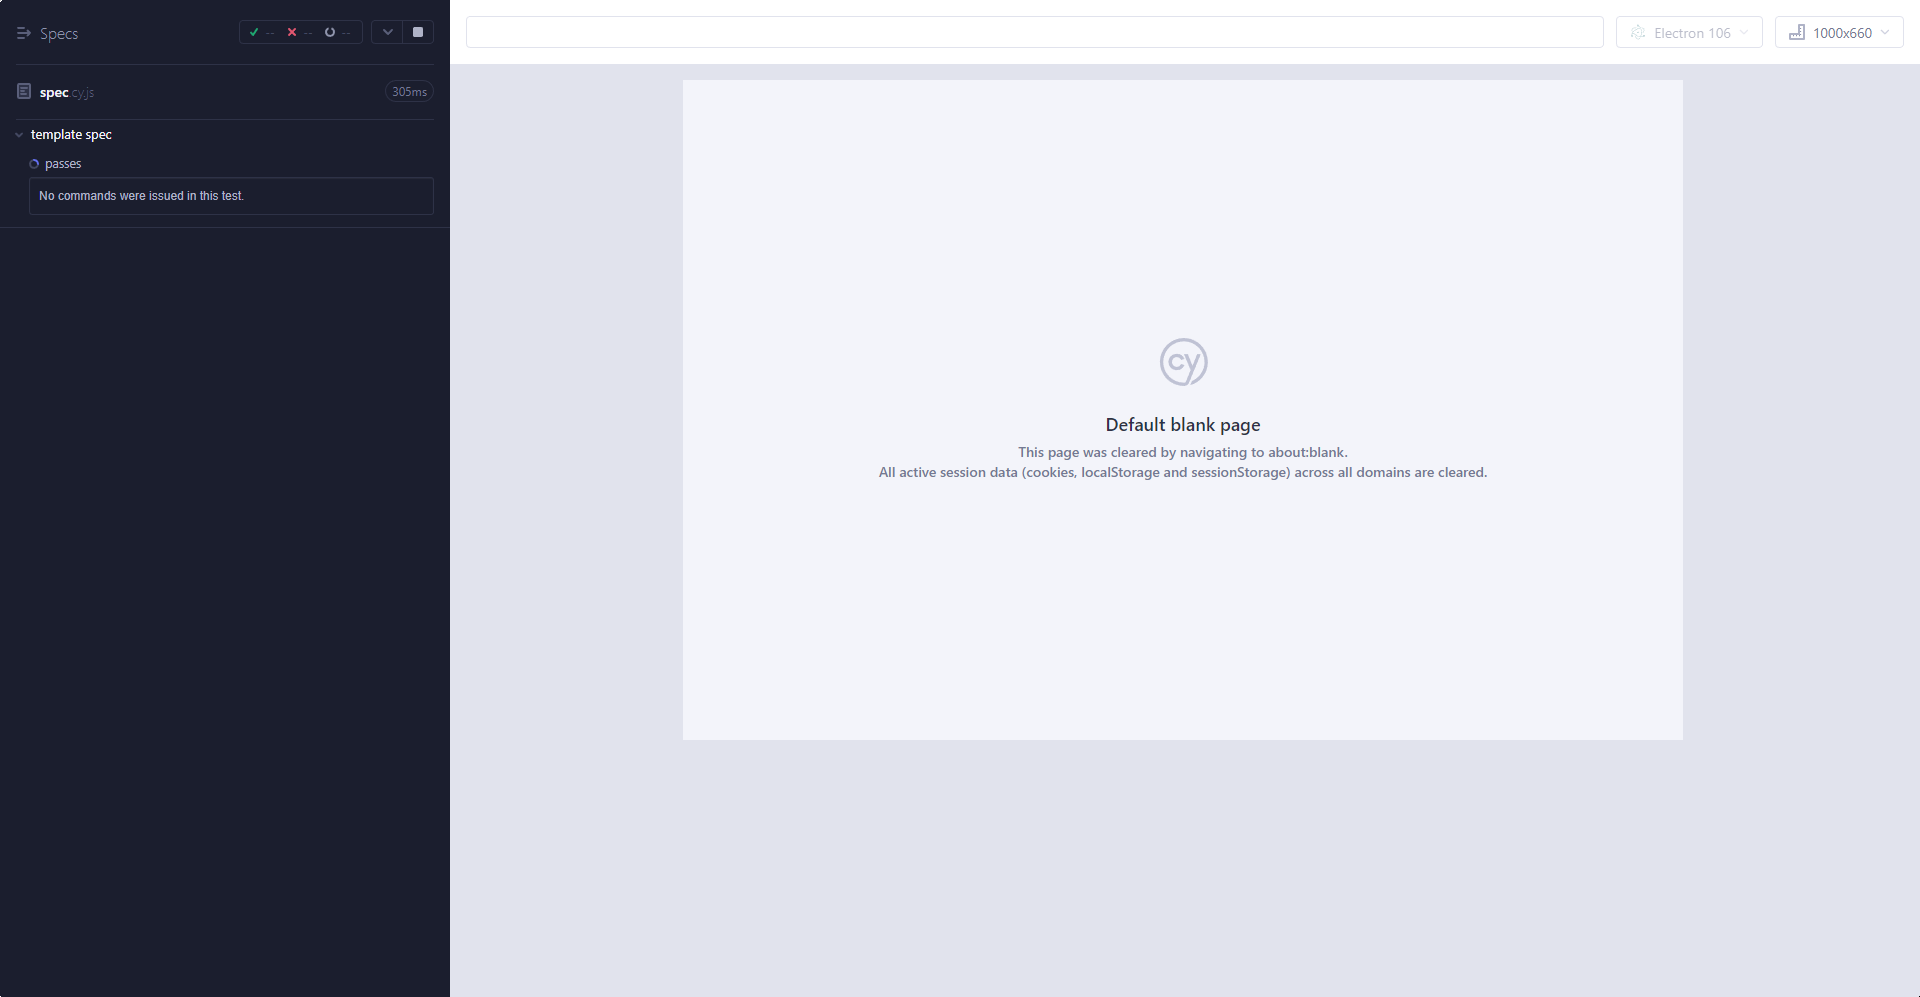 Specs
-- -- --
Electron 106
1000x660
spec.cy.js
305ms
template spec
passes
No commands were issued in this test.
cy
Default blank page
This page was cleared by navigating to about:blank.
All active session data (cookies, localStorage and sessionStorage) across all domains are cleared.